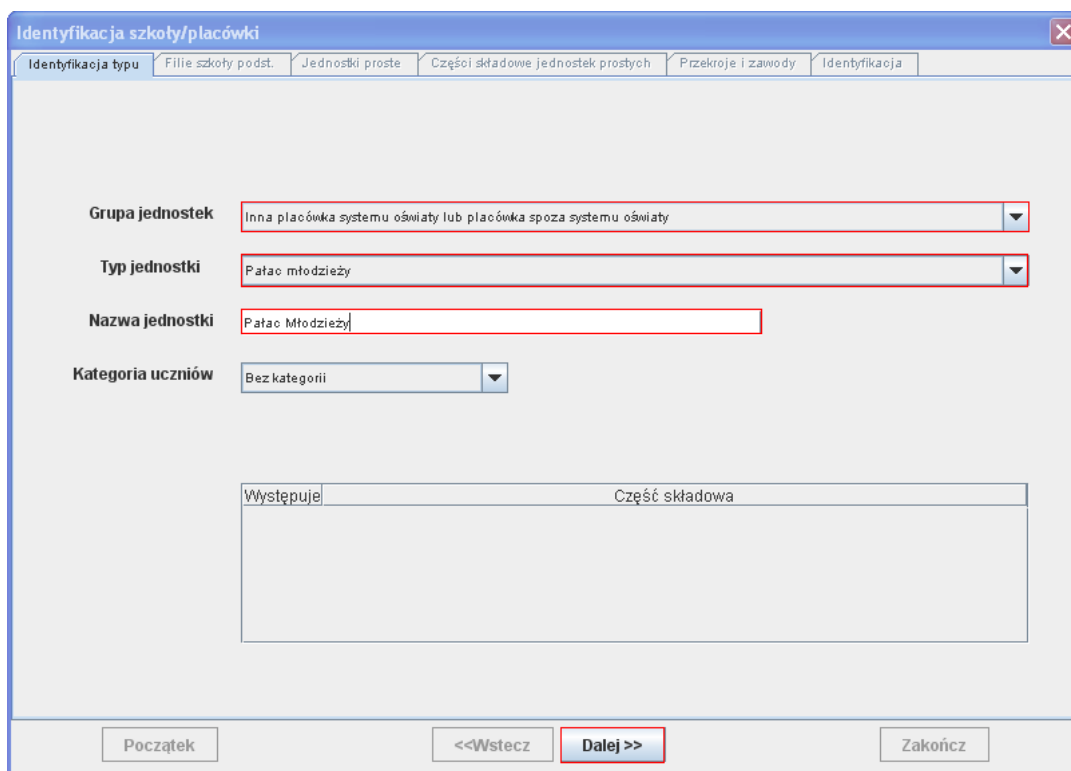 Identyfikacja szkoły/placówki
Identyfikacja typu Filie szkoły podst. Jednostki proste Części składowe jednostek prostych Przekroje i zawody Identyfikacja
Grupa jednostek Inna placówka systemu oświaty lub placówka spoza systemu oświaty
Typ jednostki Pałac młodzieży
Nazwa jednostki Pałac Młodzieży
Kategoria uczniów Bez kategorii
Występuje Część składowa
Początek <<Wstecz Dalej >> Zakończ